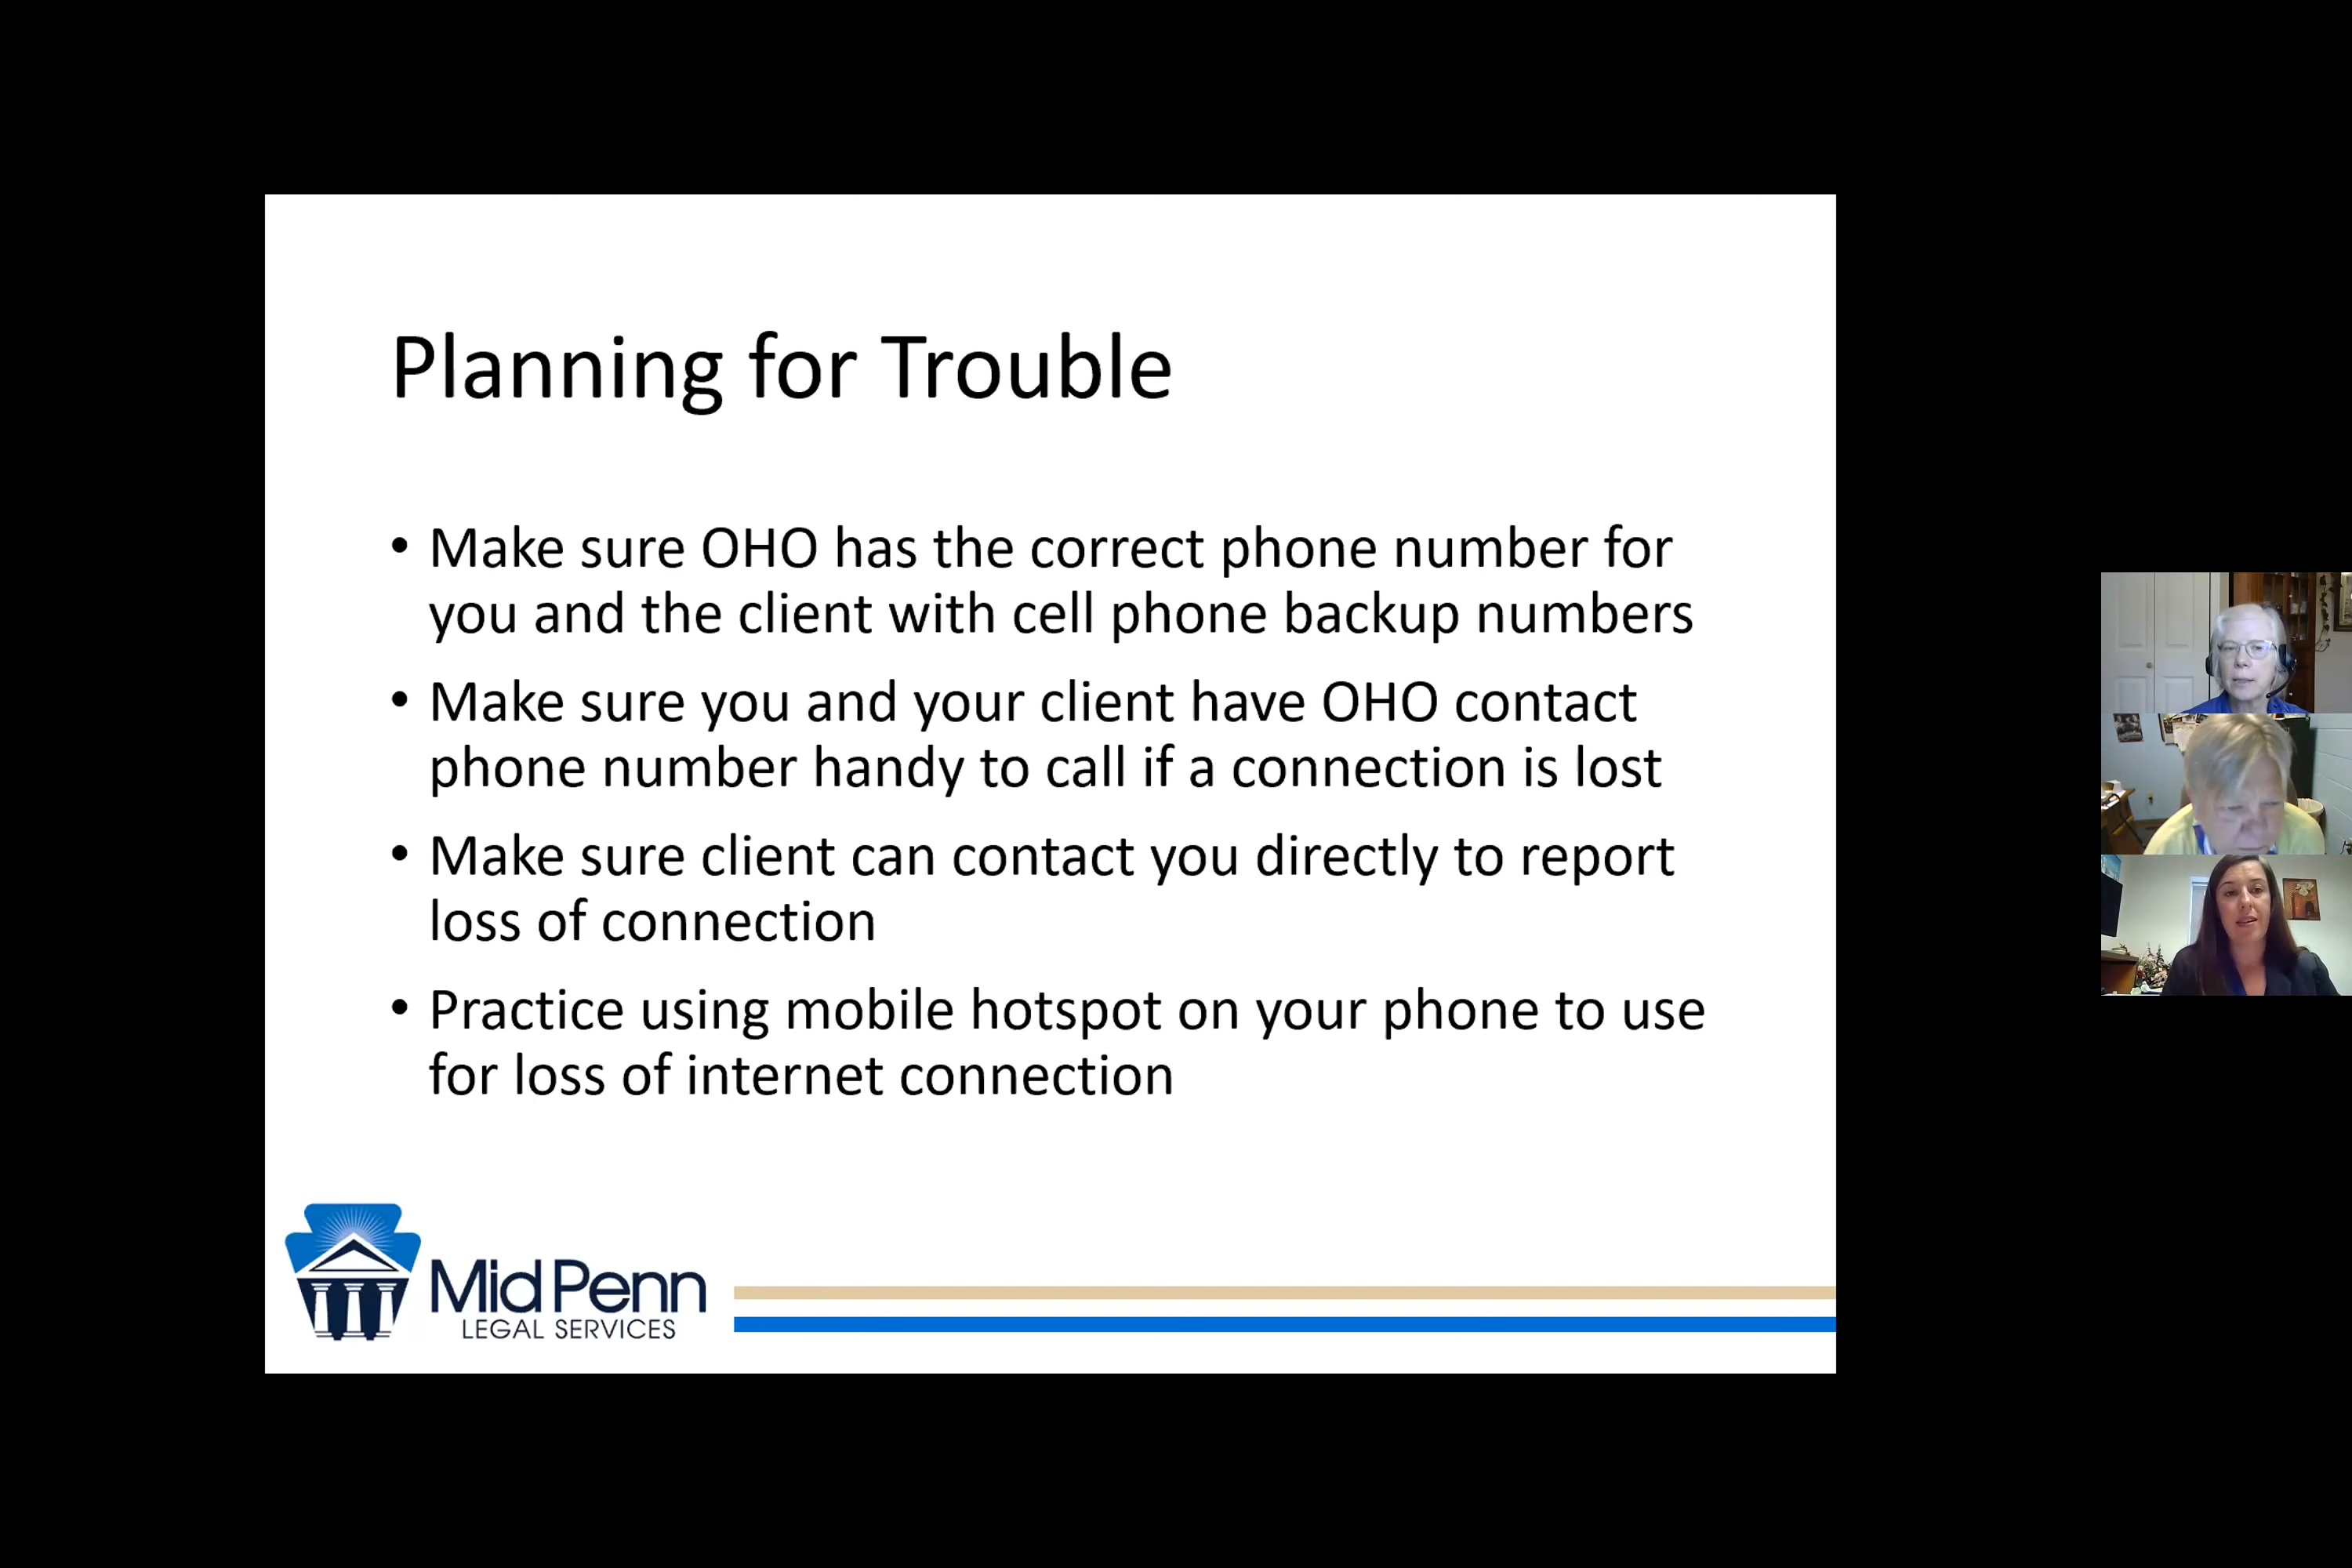 Planning for Trouble
• Make sure OHO has the correct phone number for
you and the client with cell phone backup numbers
• Make sure you and your client have OHO contact
phone number handy to call if a connection is lost
• Make sure client can contact you directly to report
loss of connection
• Practice using mobile hotspot on your phone to use
for loss of internet connection
MidPenn
LEGAL SERVICES